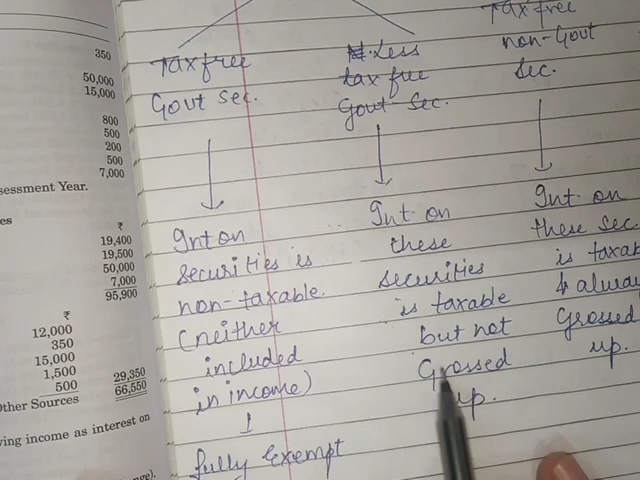 350
50,000
15,000
800
500
200
500
7,000
sessment Year.
es
₹
19,400
19,500
50,000
7,000
95,900
₹
12,000
350
15,000
1,500
500
29,350
Other Sources 66,550
ving income as interest on
nge).
Tax free
Govt sec.
Int on
securities is
non-taxable.
(neither
included
in income)
fully Exempt
Less
tax free
Govt Sec.
Int on
these
securities
is taxable
but not
Grossed
up.
Tax free
non-Govt
Sec.
Int on
these sec.
is taxab
& alway
Grossed
up.